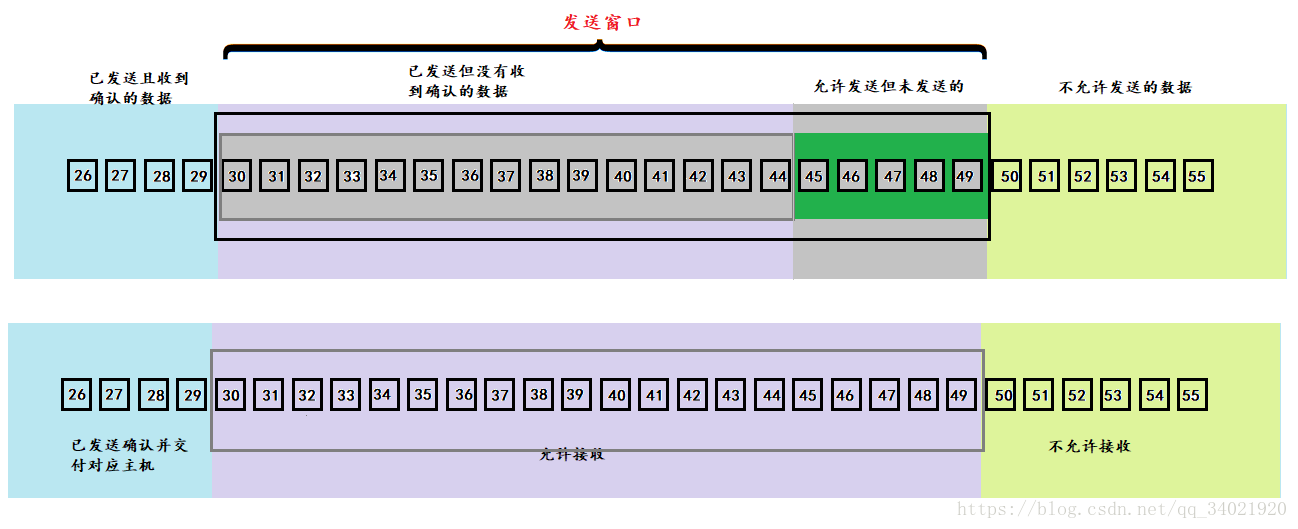 发送窗口
已发送且收到
确认的数据
已发送但没有收
到确认的数据
允许发送但未发送的
不允许发送的数据
26 27 28 29 30 31 32 33 34 35 36 37 38 39 40 41 42 43 44 45 46 47 48 49 50 51 52 53 54 55
26 27 28 29 30 31 32 33 34 35 36 37 38 39 40 41 42 43 44 45 46 47 48 49 50 51 52 53 54 55
已发送确认并交
付对应主机
允许接收
不允许接收
https://blog.csdn.net/qq_34021920